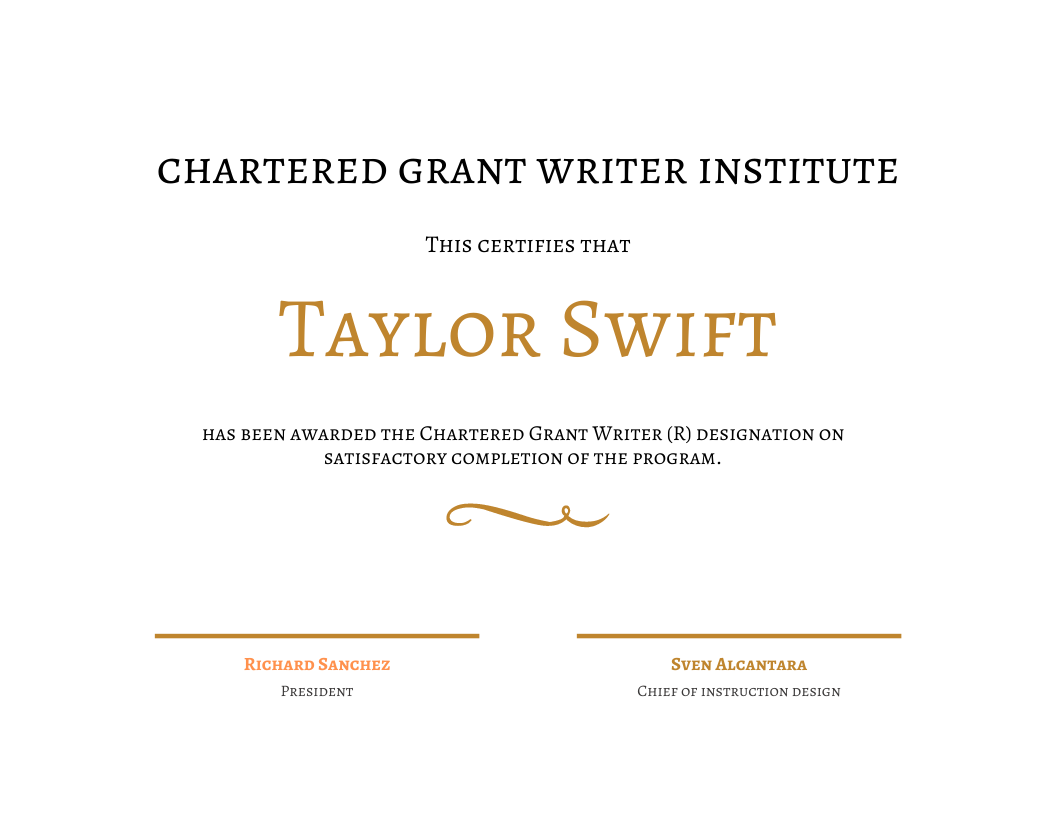 CHARTERED GRANT WRITER INSTITUTE
This certifies that
Taylor Swift
has been awarded the Chartered Grant Writer (R) designation on
satisfactory completion of the program.
Richard Sanchez
President
Sven Alcantara
Chief of instruction design